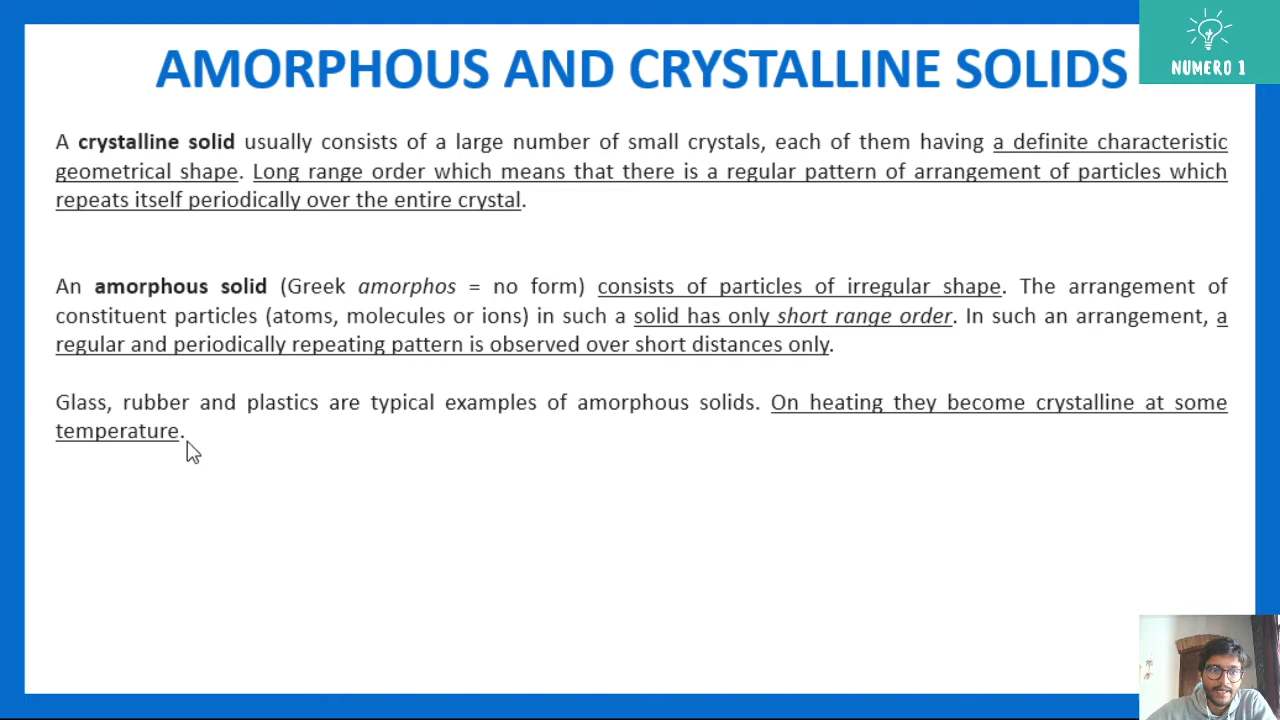 AMORPHOUS AND CRYSTALLINE SOLIDS
NUMERO 1
A crystalline solid usually consists of a large number of small crystals, each of them having a definite characteristic
geometrical shape. Long range order which means that there is a regular pattern of arrangement of particles which
repeats itself periodically over the entire crystal.
An amorphous solid (Greek amorphos = no form) consists of particles of irregular shape. The arrangement of
constituent particles (atoms, molecules or ions) in such a solid has only short range order. In such an arrangement, a
regular and periodically repeating pattern is observed over short distances only.
Glass, rubber and plastics are typical examples of amorphous solids. On heating they become crystalline at some
temperature.